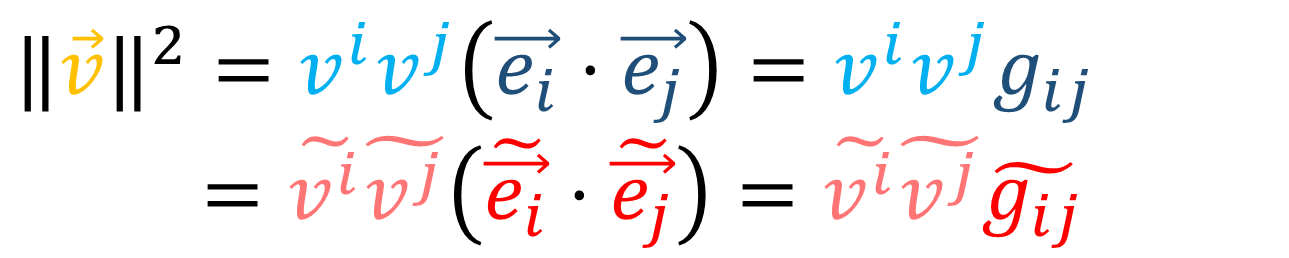 ‖v⃗‖² = vⁱvʲ(e⃗ᵢ · e⃗ⱼ) = vⁱvʲgᵢⱼ
= ṽⁱṽʲ(ẽ⃗ᵢ · ẽ⃗ⱼ) = ṽⁱṽʲg̃ᵢⱼ